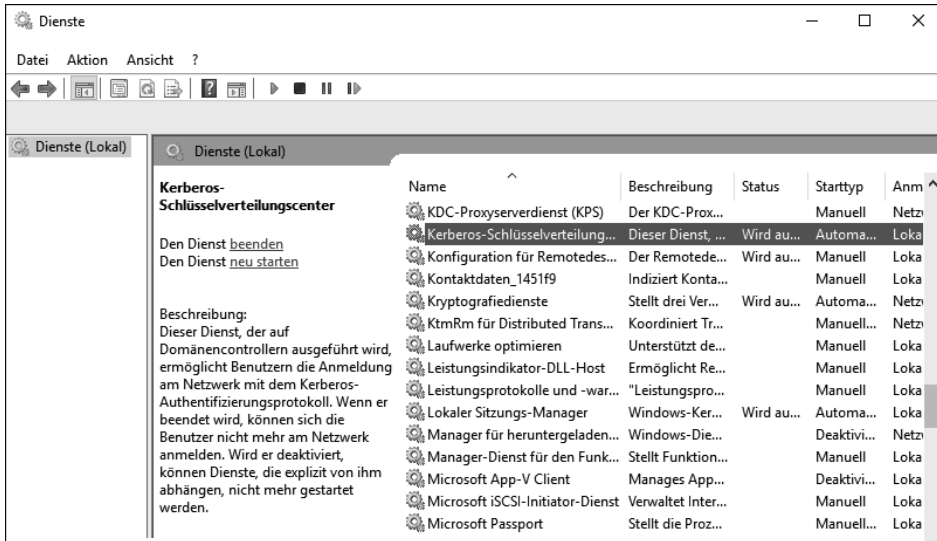 Dienste
Datei Aktion Ansicht ?
Dienste (Lokal)
Dienste (Lokal)
Kerberos-
Schlüsselverteilungscenter
Den Dienst beenden
Den Dienst neu starten
Beschreibung:
Dieser Dienst, der auf
Domänencontrollern ausgeführt wird,
ermöglicht Benutzern die Anmeldung
am Netzwerk mit dem Kerberos-
Authentifizierungsprotokoll. Wenn er
beendet wird, können sich die
Benutzer nicht mehr am Netzwerk
anmelden. Wird er deaktiviert,
können Dienste, die explizit von ihm
abhängen, nicht mehr gestartet
werden.
Name Beschreibung Status Starttyp Anm
KDC-Proxyserverdienst (KPS) Der KDC-Prox... Manuell Netz
Kerberos-Schlüsselverteilung... Dieser Dienst, ... Wird au... Automa... Loka
Konfiguration für Remotedes... Der Remotede... Wird au... Manuell Loka
Kontaktdaten_1451f9 Indiziert Konta... Manuell Loka
Kryptografiedienste Stellt drei Ver... Wird au... Automa... Netz
KtmRm für Distributed Trans... Koordiniert Tr... Manuell... Netz
Laufwerke optimieren Unterstützt de... Manuell Loka
Leistungsindikator-DLL-Host Ermöglicht Re... Manuell Loka
Leistungsprotokolle und -war... "Leistungspro... Manuell Loka
Lokaler Sitzungs-Manager Windows-Ker... Wird au... Automa... Loka
Manager für heruntergeladen... Windows-Die... Deaktivi... Netz
Manager-Dienst für den Funk... Stellt Funktion... Manuell Loka
Microsoft App-V Client Manages App... Deaktivi... Loka
Microsoft iSCSI-Initiator-Dienst Verwaltet Inter... Manuell Loka
Microsoft Passport Stellt die Proz... Manuell... Loka